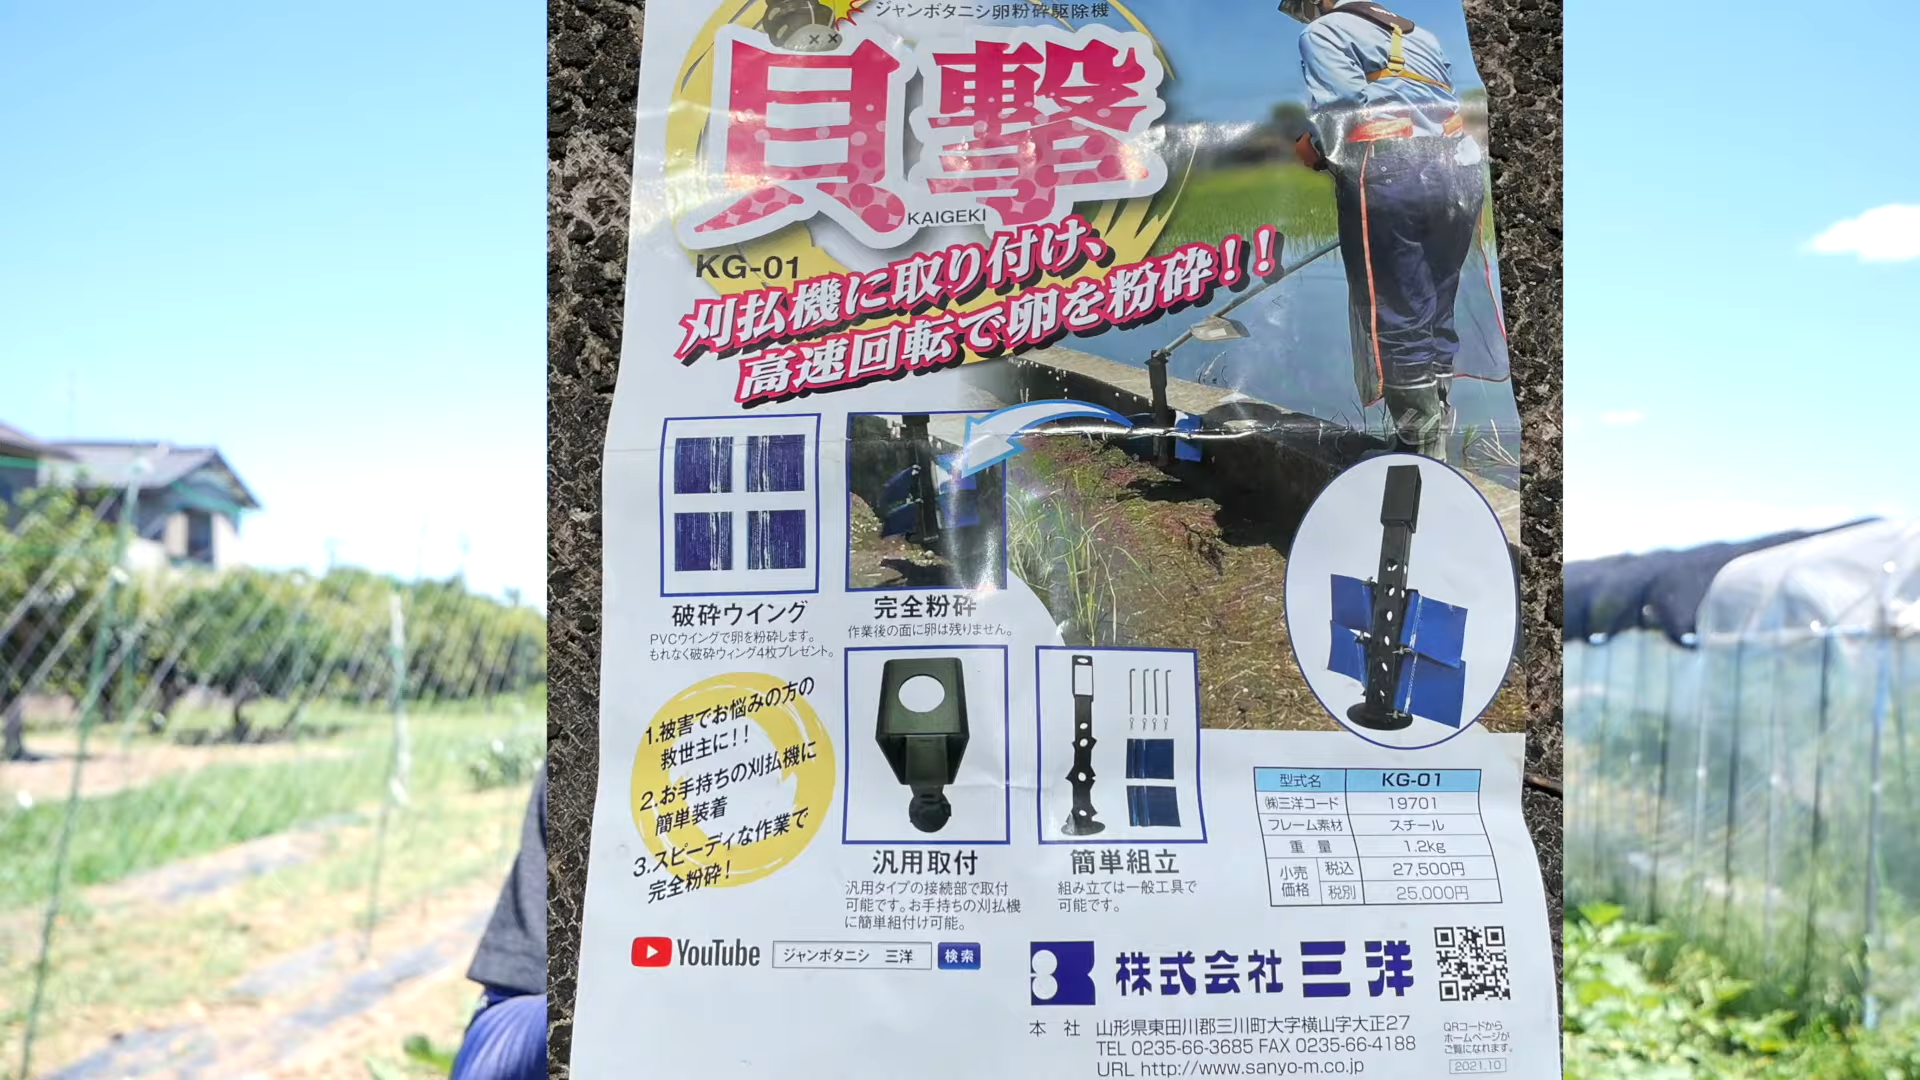 ジャンボタニシ卵粉砕駆除機
貝撃
KAIGEKI
KG-01
刈払機に取り付け、
高速回転で卵を粉砕!!
破砕ウイング
PVCウイングで卵を粉砕します。
もれなく破砕ウィング4枚プレゼント。
完全粉砕
作業後の面に卵は残りません。
1.被害でお悩みの方の
救世主に!!
2.お手持ちの刈払機に
簡単装着
3.スピーディな作業で
完全粉砕!
汎用取付
汎用タイプの接続部で取付
可能です。お手持ちの刈払機
に簡単組付け可能。
簡単組立
組み立ては一般工具で
可能です。
型式名 KG-01
㈱三洋コード 19701
フレーム素材 スチール
重量 1.2kg
小売価格 税込 27,500円
税別 25,000円
YouTube ジャンボタニシ 三洋 検索
株式会社 三洋
本社 山形県東田川郡三川町大字横山字大正27
TEL 0235-66-3685 FAX 0235-66-4188
URL http://www.sanyo-m.co.jp
QRコードから
ホームページが
ご覧になれます。
2021.10